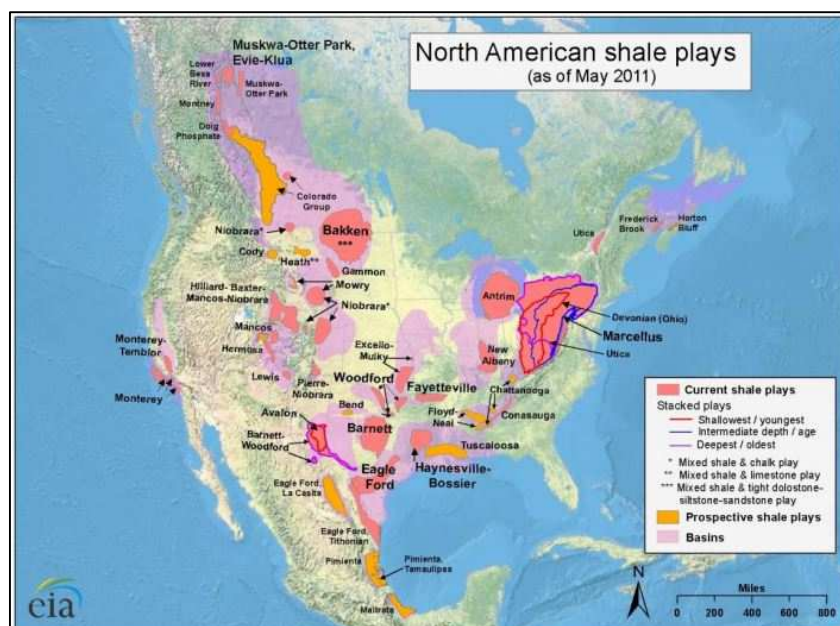 North American shale plays
(as of May 2011)
Muskwa-Otter Park,
Evie-Klua
Lower
Besa
River
Muskwa-
Otter Park
Montney
Doig
Phosphate
Colorado
Group
Niobrara*
Bakken
***
Cody
Heath**
Gammon
Mowry
Hilliard- Baxter-
Mancos-Niobrara
Niobrara*
Mancos
Hermosa
Monterey-
Temblor
Monterey
Lewis
Pierre-
Niobrara
Excello-
Mulky
Woodford
Fayetteville
Bend
Avalon
Barnett
Barnett-
Woodford
Eagle
Ford
Haynesville-
Bossier
Tuscaloosa
Floyd-
Neal
Conasauga
Chattanooga
New
Albany
Antrim
Devonian (Ohio)
Marcellus
Utica
Utica
Frederick
Brook
Horton
Bluff
Eagle Ford,
La Casita
Eagle Ford,
Tithonian
Pimienta
Pimienta,
Tamaulipas
Maltrata
Current shale plays
Stacked plays
Shallowest / youngest
Intermediate depth / age
Deepest / oldest
* Mixed shale & chalk play
** Mixed shale & limestone play
*** Mixed shale & tight dolostone-
siltstone-sandstone play
Prospective shale plays
Basins
Miles
0 200 400 600 800
N
eia